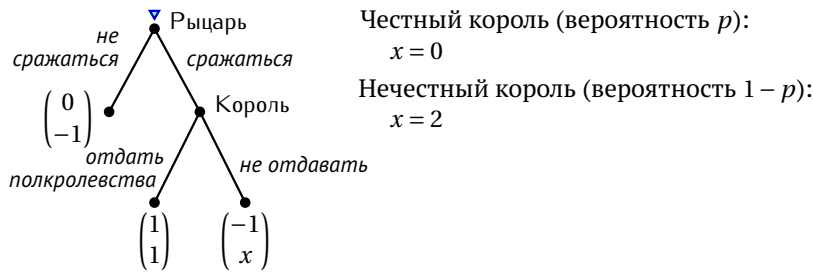 Рыцарь
не
сражаться
сражаться
0
−1
Король
отдать
полкролевства
не отдавать
1
1
−1
x
Честный король (вероятность p):
x = 0
Нечестный король (вероятность 1 − p):
x = 2